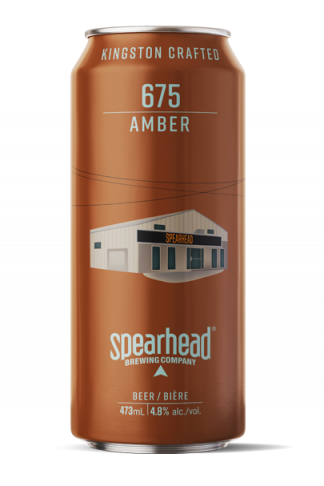 KINGSTON CRAFTED
675
AMBER
SPEARHEAD
spearhead®
BREWING COMPANY
BEER / BIÈRE
473mL | 4.8% alc./vol.